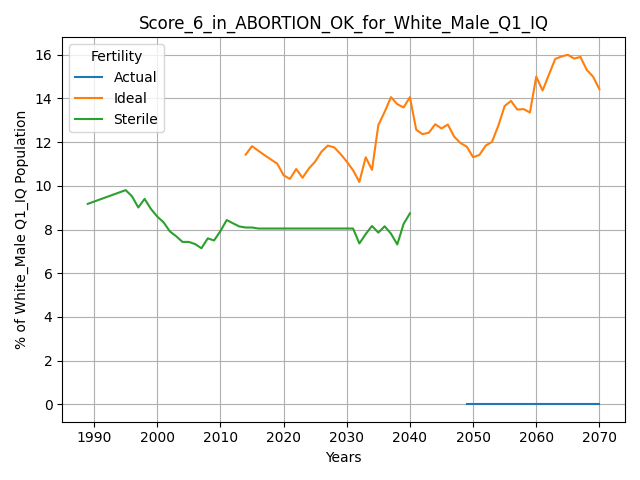 Score_6_in_ABORTION_OK_for_White_Male_Q1_IQ
Fertility
Actual
Ideal
Sterile
% of White_Male Q1_IQ Population
16
14
12
10
8
6
4
2
0
1990 2000 2010 2020 2030 2040 2050 2060 2070
Years